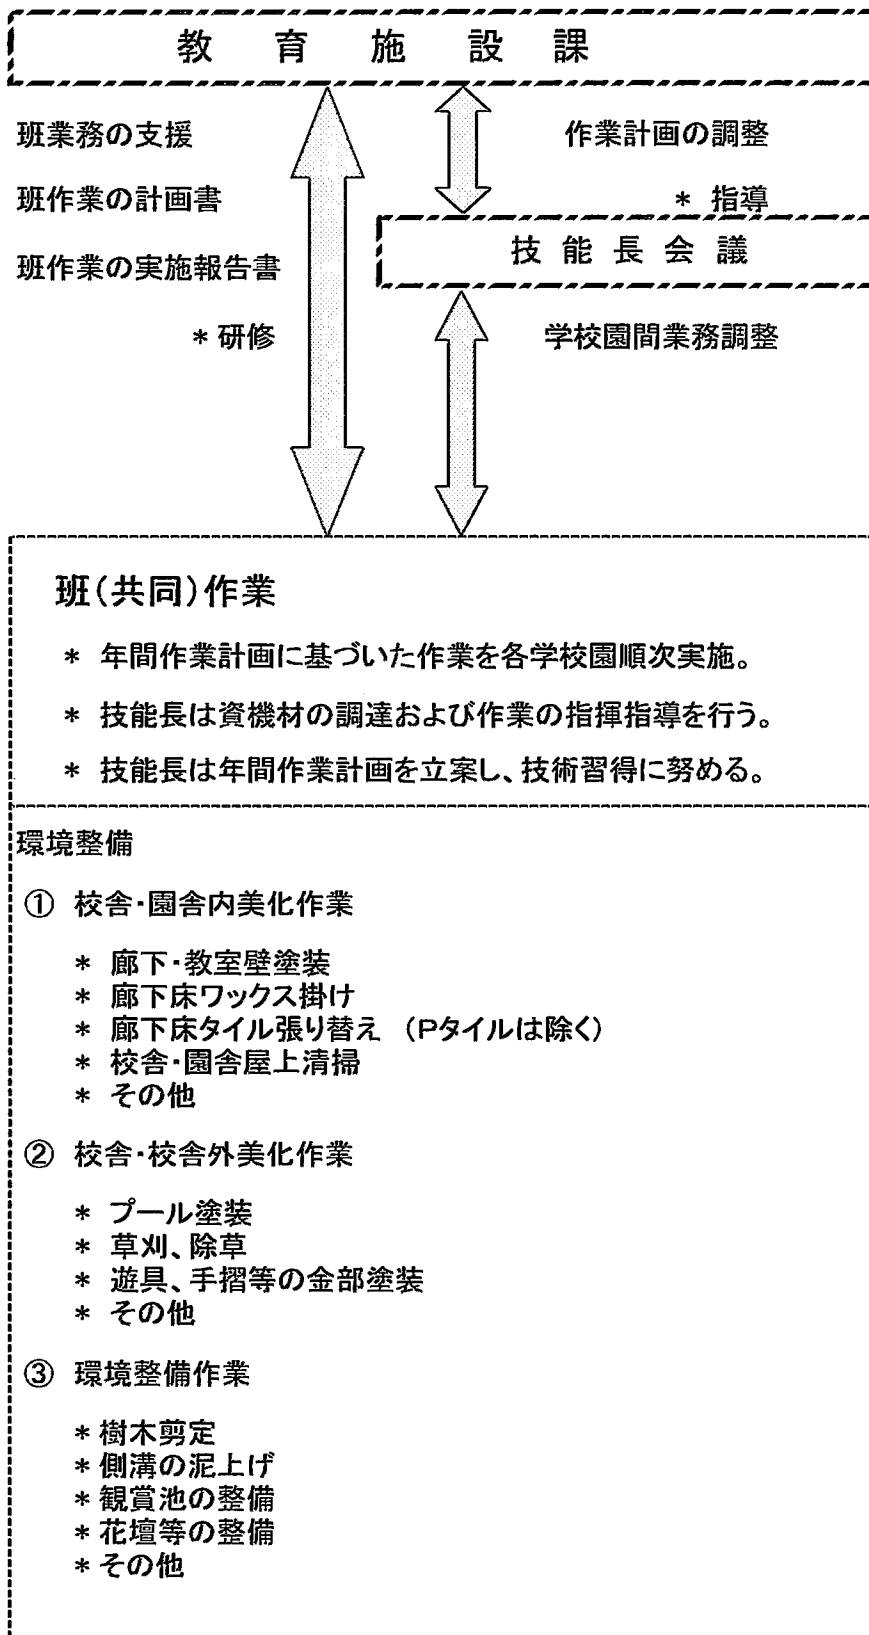 教育施設課
班業務の支援
作業計画の調整
班作業の計画書
* 指導
技能長会議
班作業の実施報告書
* 研修
学校園間業務調整
班(共同)作業
* 年間作業計画に基づいた作業を各学校園順次実施。
* 技能長は資機材の調達および作業の指揮指導を行う。
* 技能長は年間作業計画を立案し、技術習得に努める。
環境整備
① 校舎・園舎内美化作業
* 廊下・教室壁塗装
* 廊下床ワックス掛け
* 廊下床タイル張り替え (Pタイルは除く)
* 校舎・園舎屋上清掃
* その他
② 校舎・校舎外美化作業
* プール塗装
* 草刈、除草
* 遊具、手摺等の金部塗装
* その他
③ 環境整備作業
* 樹木剪定
* 側溝の泥上げ
* 観賞池の整備
* 花壇等の整備
* その他